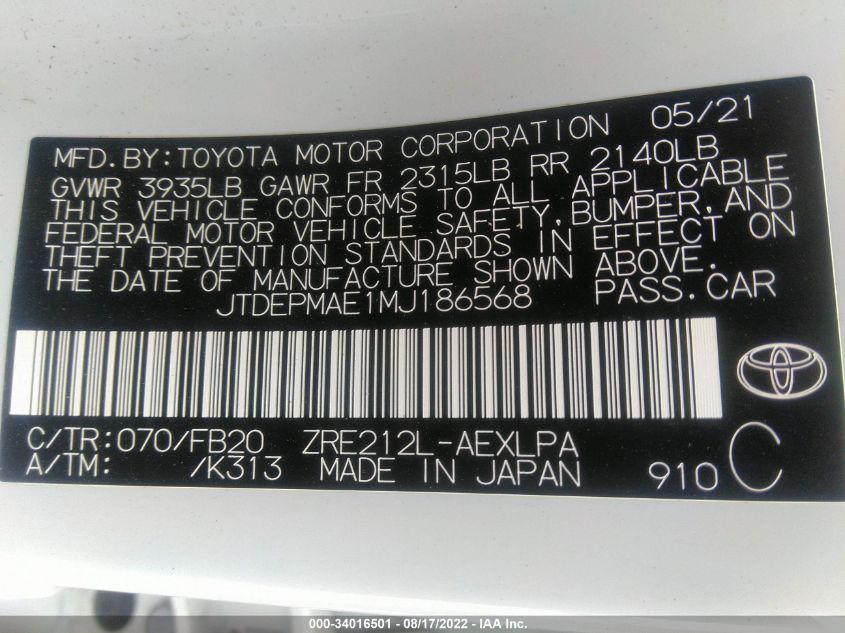 MFD. BY: TOYOTA MOTOR CORPORATION 05/21
GVWR 3935LB GAWR FR 2315LB RR 2140LB
THIS VEHICLE CONFORMS TO ALL APPLICABLE
FEDERAL MOTOR VEHICLE SAFETY, BUMPER, AND
THEFT PREVENTION STANDARDS IN EFFECT ON
THE DATE OF MANUFACTURE SHOWN ABOVE.
JTDEPMAE1MJ186568 PASS. CAR
C/TR: 070/FB20 ZRE212L-AEXLPA
A/TM: /K313 MADE IN JAPAN 910 C
000-34016501 - 08/17/2022 - IAA Inc.